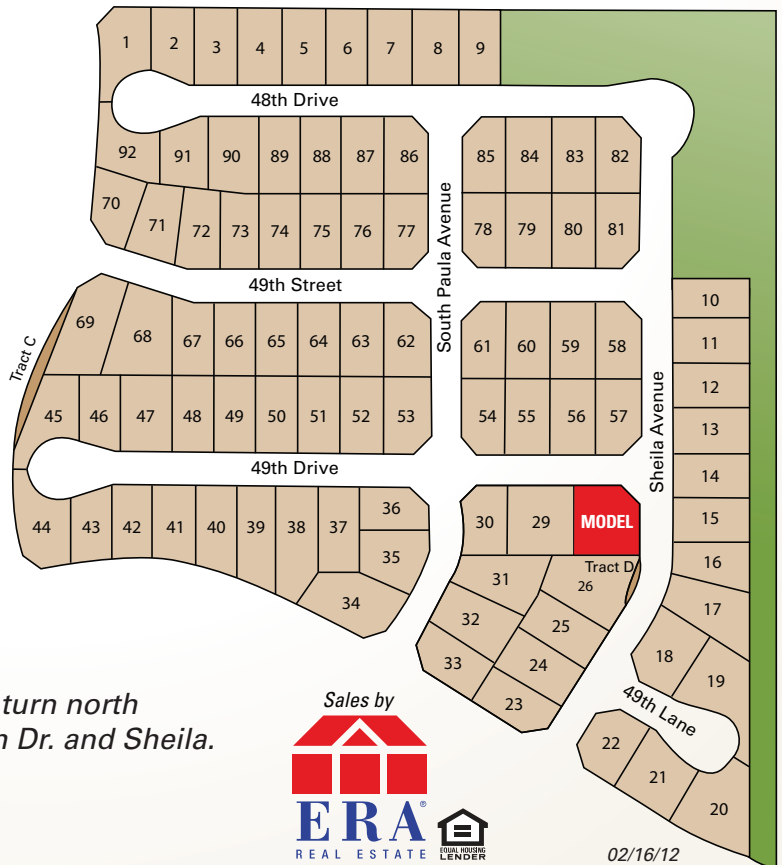 1 2 3 4 5 6 7 8 9
48th Drive
92 91 90 89 88 87 86 85 84 83 82
70 71 72 73 74 75 76 77 78 79 80 81
South Paula Avenue
49th Street
10
11
12
13
14
15
16
17
69 68 67 66 65 64 63 62 61 60 59 58
Tract C
Sheila Avenue
45 46 47 48 49 50 51 52 53 54 55 56 57
49th Drive
44 43 42 41 40 39 38 37 36
35
34
30 29 MODEL
Tract D
31 26
32 25
33 24
23
18 19
49th Lane
22 21 20
turn north
n Dr. and Sheila.
Sales by
ERA®
REAL ESTATE
EQUAL HOUSING
LENDER
02/16/12